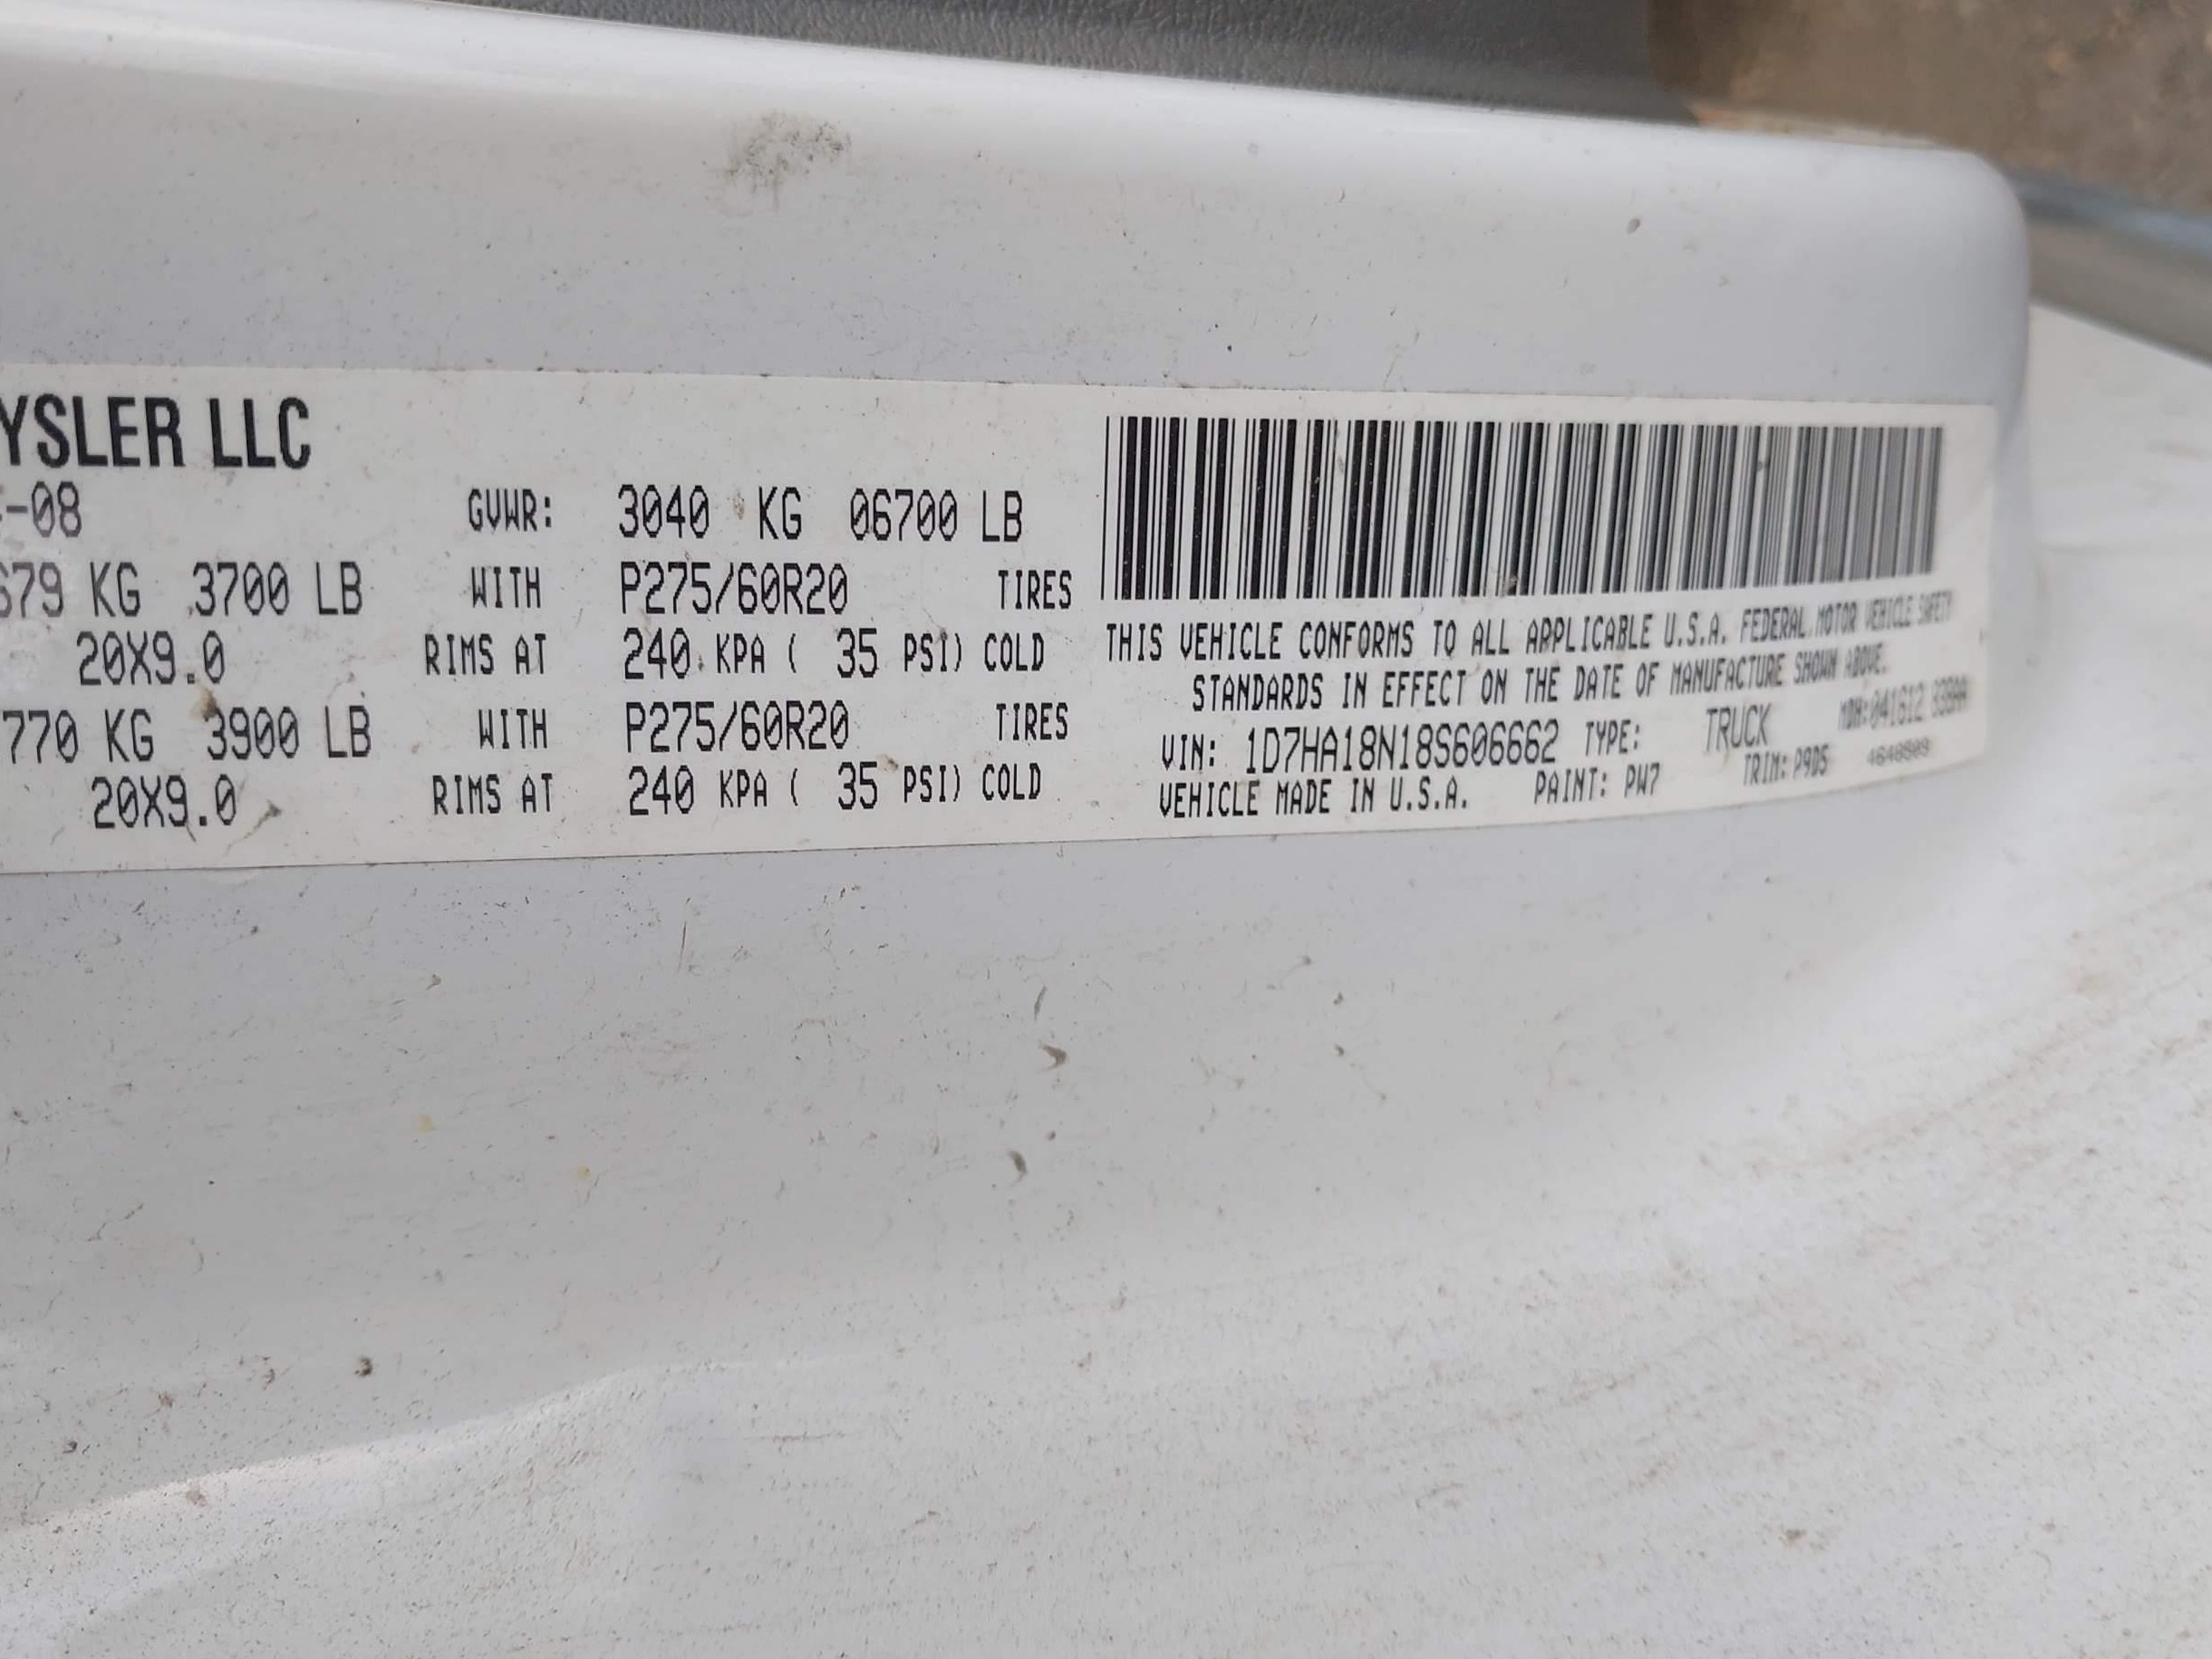 YSLER LLC
-08 GVWR: 3040 KG 06700 LB
679 KG 3700 LB WITH P275/60R20 TIRES
20X9.0 RIMS AT 240 KPA ( 35 PSI) COLD
770 KG 3900 LB WITH P275/60R20 TIRES
20X9.0 RIMS AT 240 KPA ( 35 PSI) COLD
THIS VEHICLE CONFORMS TO ALL APPLICABLE U.S.A. FEDERAL MOTOR VEHICLE SAFETY
STANDARDS IN EFFECT ON THE DATE OF MANUFACTURE SHOWN ABOVE.
VIN: 1D7HA18N18S606662 TYPE: TRUCK MDH:041612
VEHICLE MADE IN U.S.A. PAINT: PW7 TRIM: P9D5